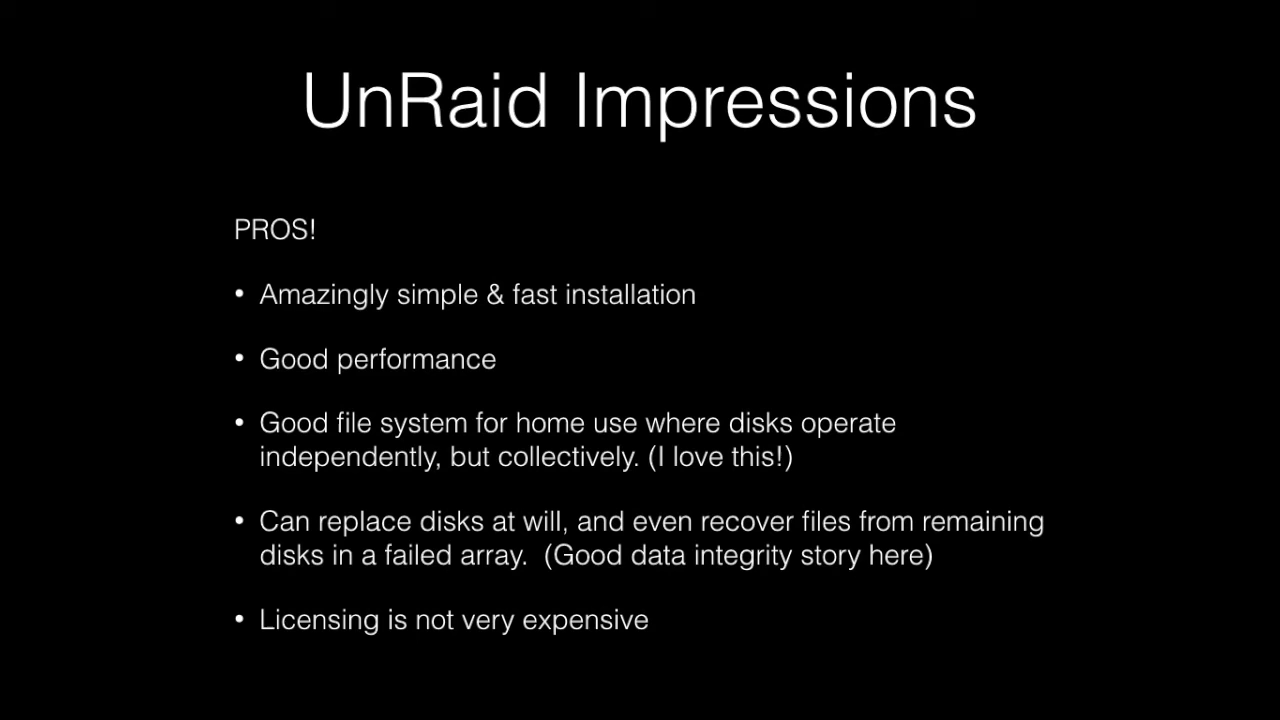 UnRaid Impressions
PROS!
• Amazingly simple & fast installation
• Good performance
• Good file system for home use where disks operate
independently, but collectively. (I love this!)
• Can replace disks at will, and even recover files from remaining
disks in a failed array.  (Good data integrity story here)
• Licensing is not very expensive